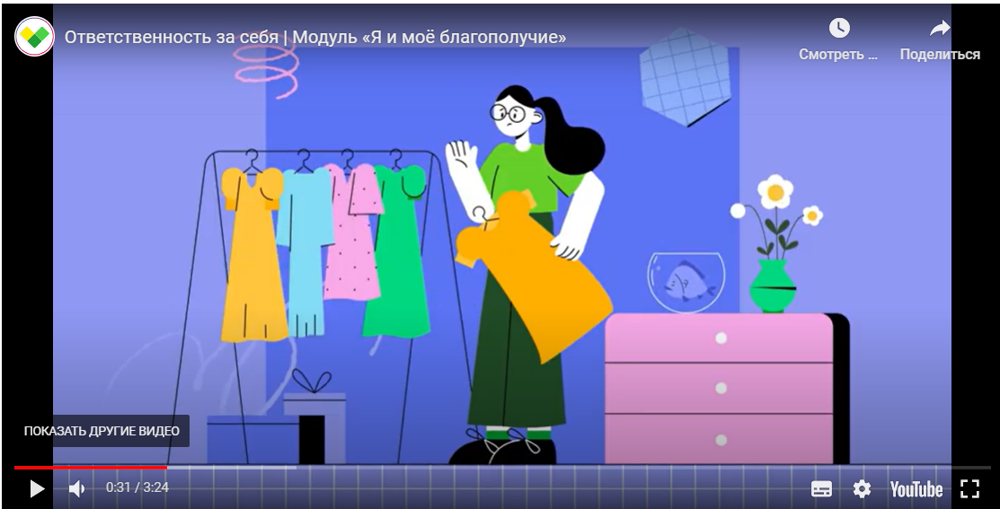 Ответственность за себя | Модуль «Я и моё благополучие»
Смотреть ...
Поделиться
ПОКАЗАТЬ ДРУГИЕ ВИДЕО
0:31 / 3:24
YouTube